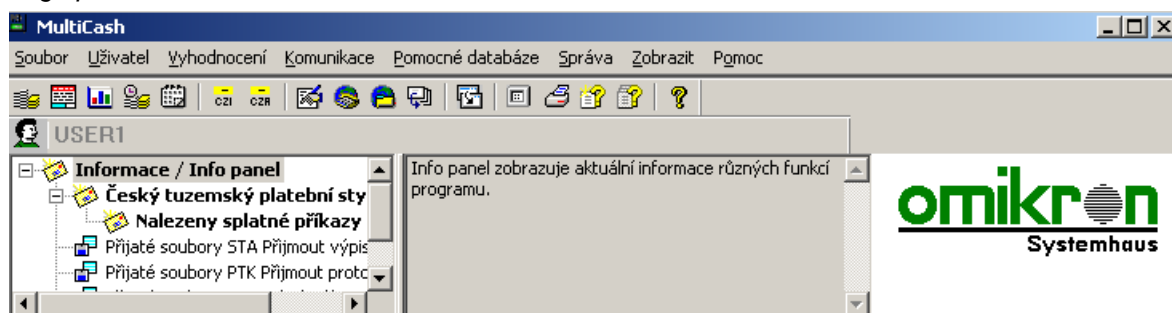 MultiCash
Soubor Uživatel Vyhodnocení Komunikace Pomocné databáze Správa Zobrazit Pomoc
CZI CZR
USER1
Informace / Info panel
Český tuzemský platební sty
Nalezeny splatné příkazy
Přijaté soubory STA Přijmout výpis
Přijaté soubory PTK Přijmout protc
Info panel zobrazuje aktuální informace různých funkcí
programu.
omikron
Systemhaus